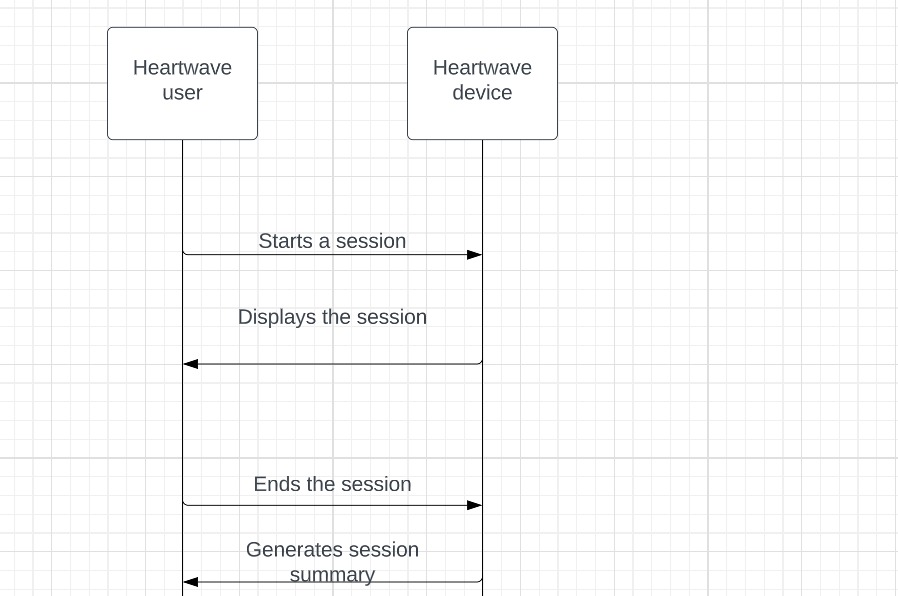 Heartwave
user
Heartwave
device
Starts a session
Displays the session
Ends the session
Generates session
summary